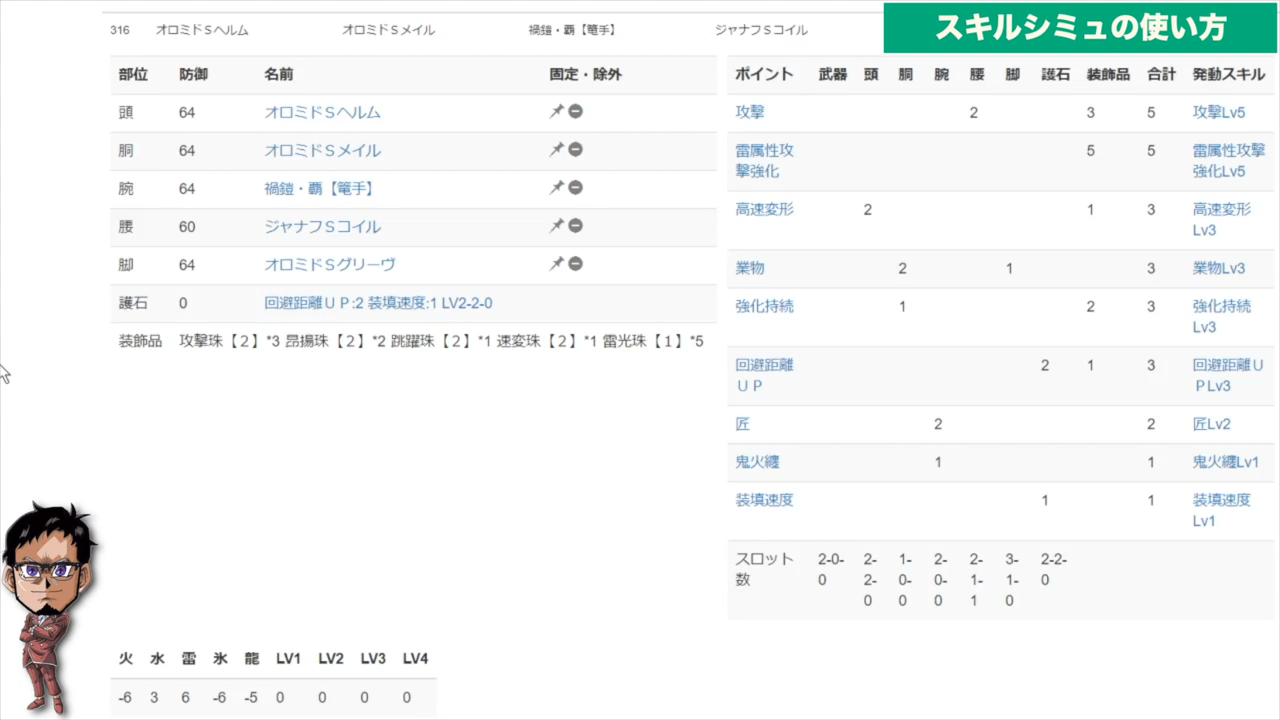 スキルシミュの使い方
316 オロミドＳヘルム オロミドＳメイル 禍鎧・覇【篭手】 ジャナフＳコイル
部位 防御 名前 固定・除外
頭 64 オロミドＳヘルム
胴 64 オロミドＳメイル
腕 64 禍鎧・覇【篭手】
腰 60 ジャナフＳコイル
脚 64 オロミドＳグリーヴ
護石 0 回避距離ＵＰ:2 装填速度:1 LV2-2-0
装飾品 攻撃珠【２】*3 昂揚珠【２】*2 跳躍珠【２】*1 速変珠【２】*1 雷光珠【１】*5
ポイント 武器 頭 胴 腕 腰 脚 護石 装飾品 合計 発動スキル
攻撃 2 3 5 攻撃Lv5
雷属性攻 5 5 雷属性攻撃
撃強化 強化Lv5
高速変形 2 1 3 高速変形
Lv3
業物 2 1 3 業物Lv3
強化持続 1 2 3 強化持続
Lv3
回避距離 2 1 3 回避距離Ｕ
ＵＰ ＰLv3
匠 2 2 匠Lv2
鬼火纏 1 1 鬼火纏Lv1
装填速度 1 1 装填速度
Lv1
スロット 2-0- 2- 1- 2- 2- 3- 2-2-
数 0 2- 0- 0- 1- 1- 0
0 0 0 1 0
火 水 雷 氷 龍 LV1 LV2 LV3 LV4
-6 3 6 -6 -5 0 0 0 0